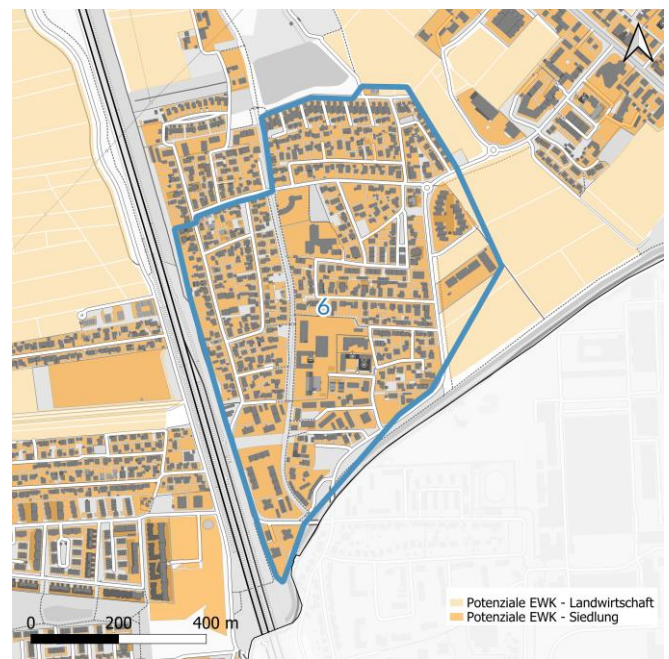 6
Potenziale EWK - Landwirtschaft
Potenziale EWK - Siedlung
0 200 400 m